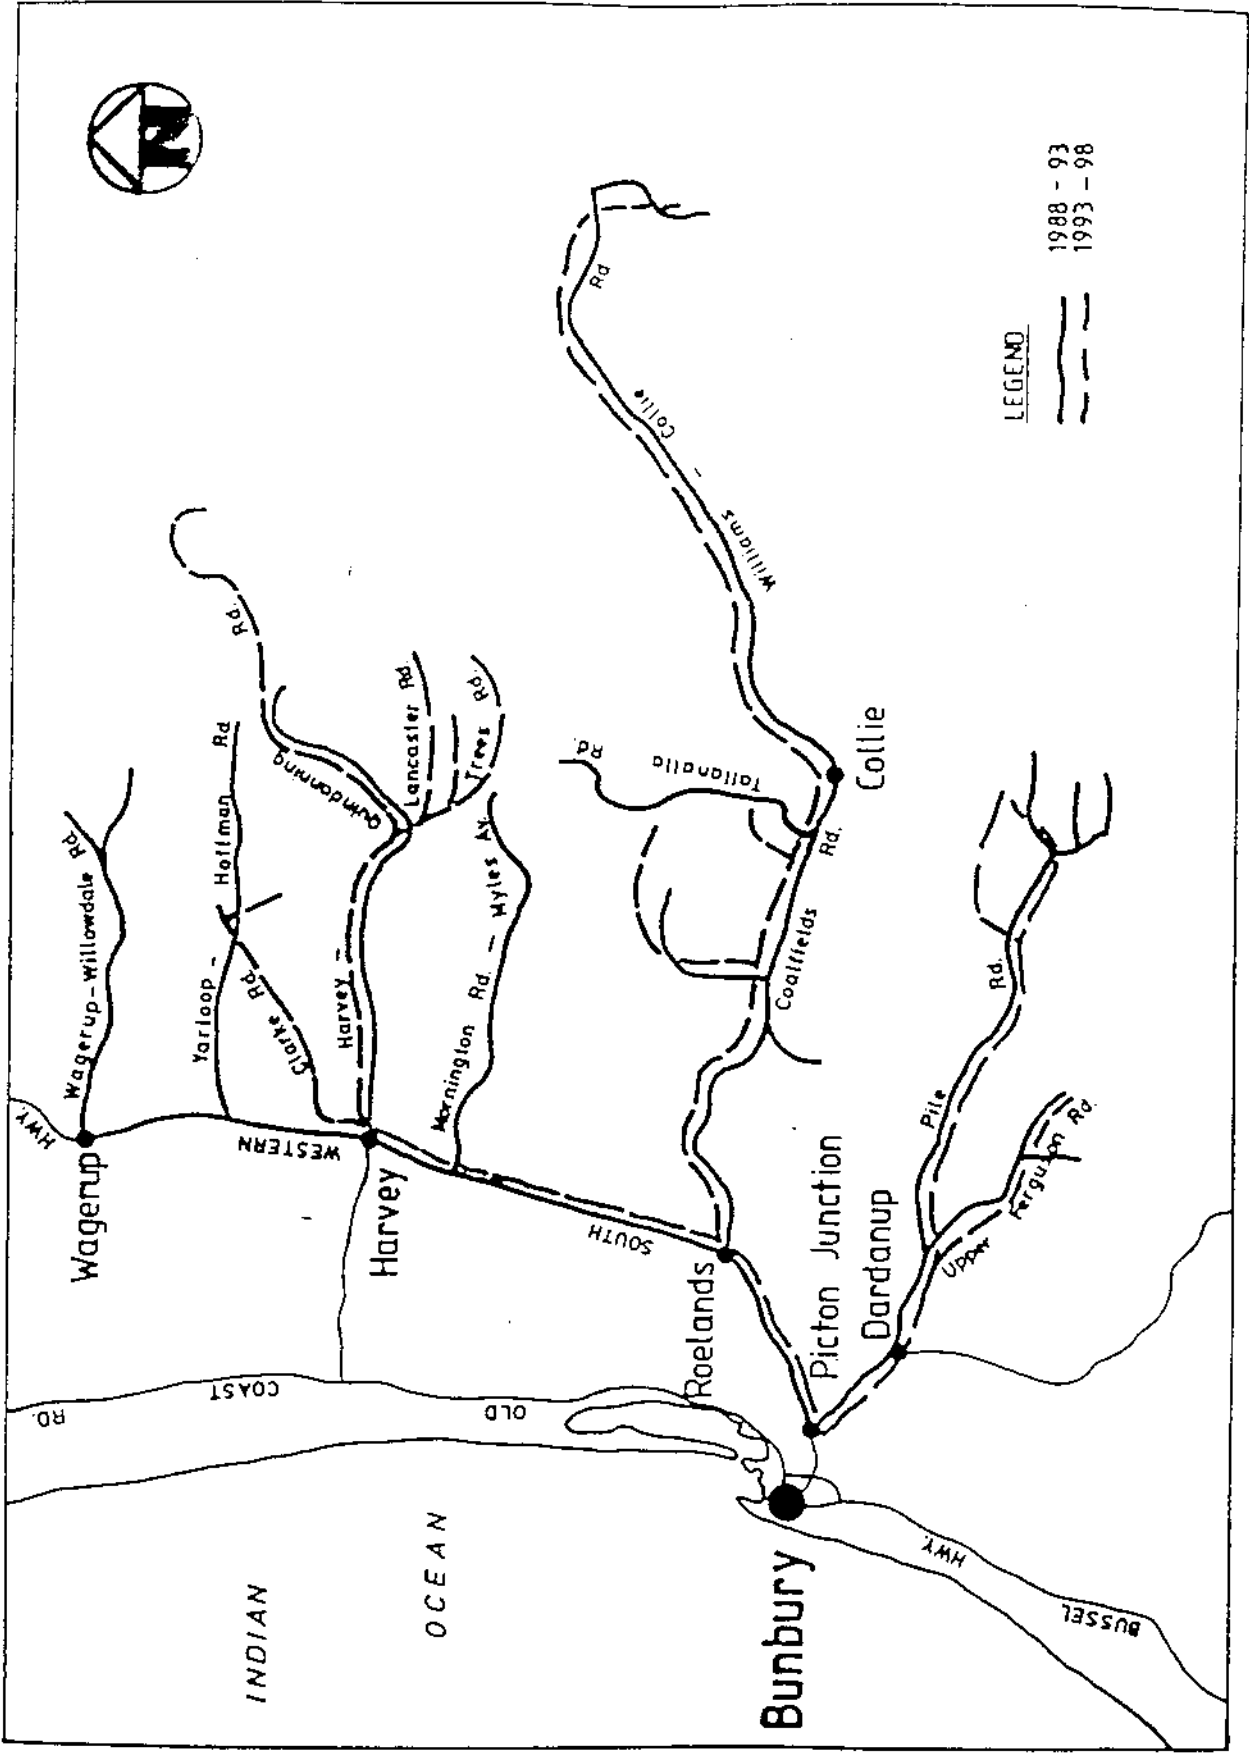 N
HWY.
Wagerup
Wagerup-Willowdale Rd.
Yarloop - Hoffman Rd
Clarke Rd.
Harvey - Quindanning Rd.
Lancaster Rd.
Trees Rd.
Mornington Rd. - Myles Av.
WESTERN
Harvey
SOUTH
Roelands
Coalfields Rd.
Tallanalla Rd.
Collie
Williams - Collie Rd
Picton Junction
Dardanup
Pile Rd.
Upper Ferguson Rd.
OLD COAST RD.
INDIAN
OCEAN
Bunbury
BUSSEL HWY.
LEGEND
1988 - 93
1993 - 98